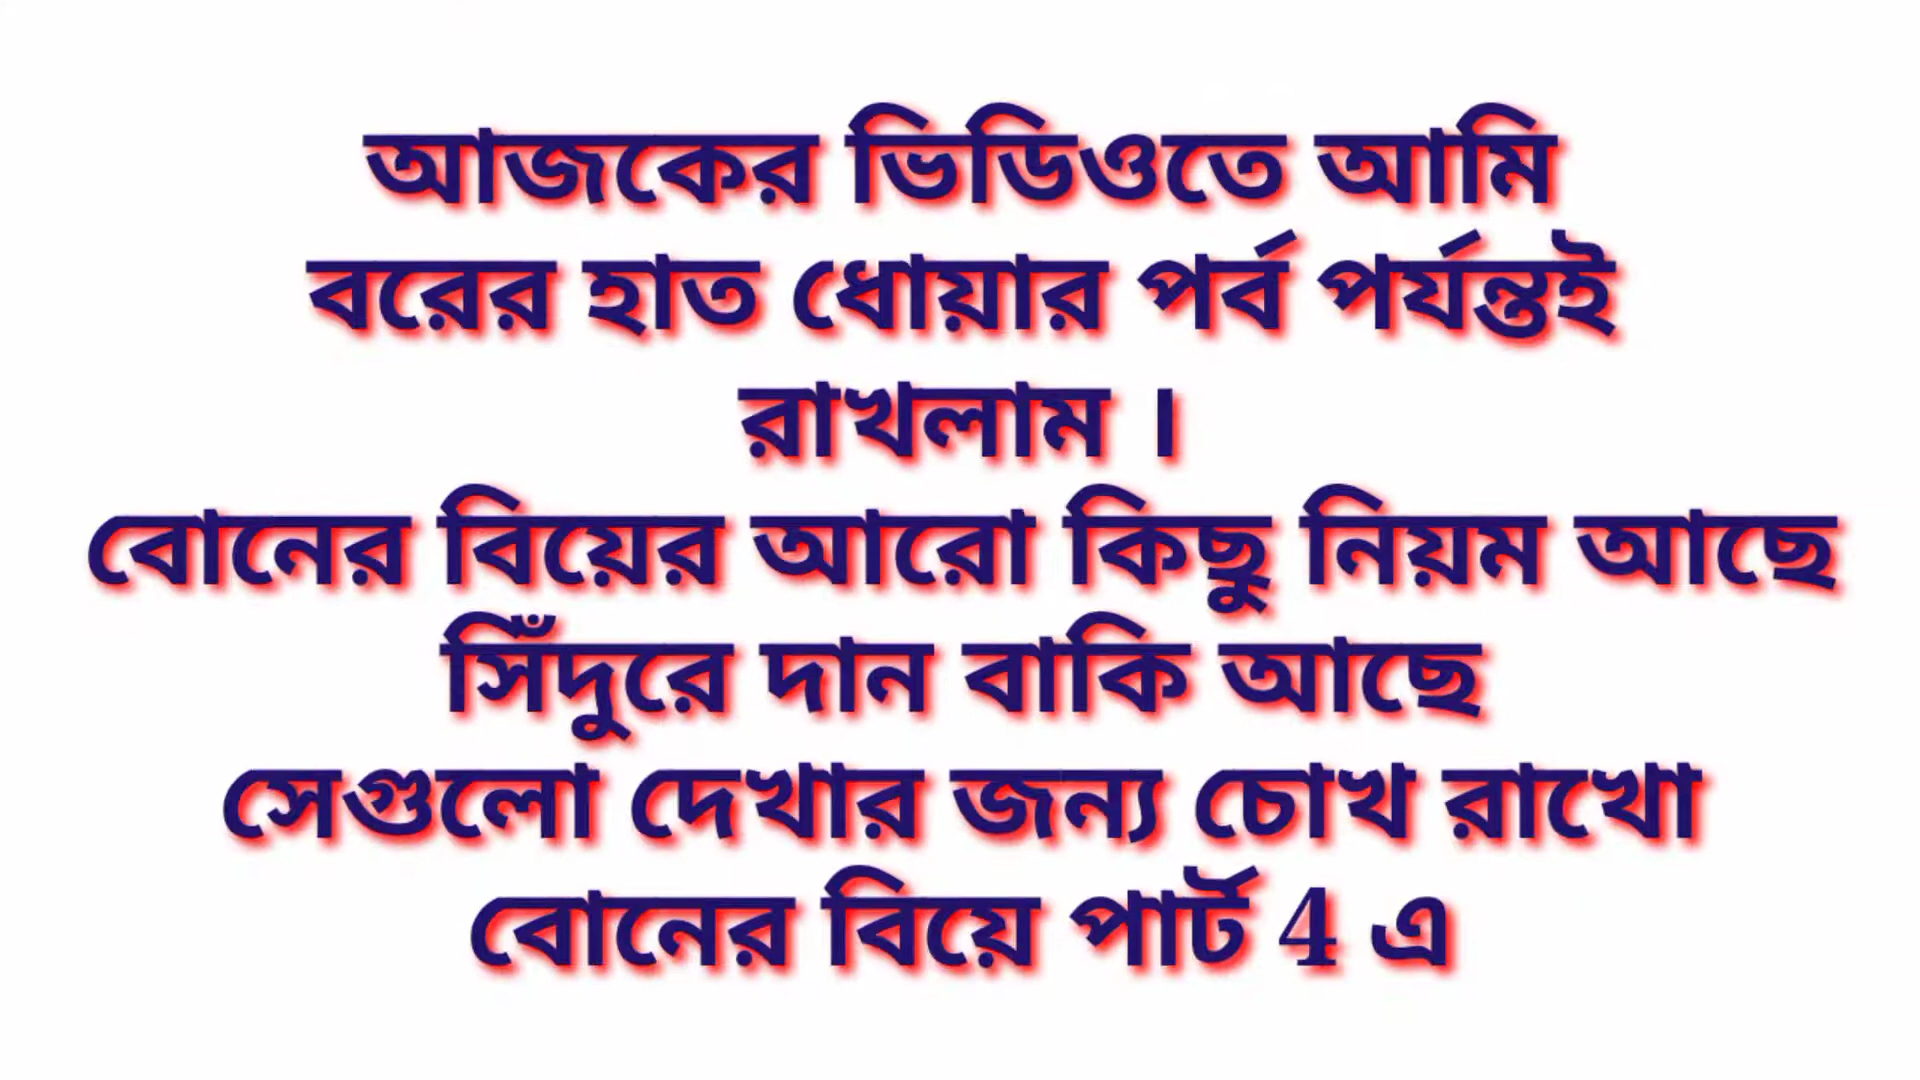 আজকের ভিডিওতে আমি
বরের হাত ধোয়ার পর্ব পর্যন্তই
রাখলাম ।
বোনের বিয়ের আরো কিছু নিয়ম আছে
সিঁদুরে দান বাকি আছে
সেগুলো দেখার জন্য চোখ রাখো
বোনের বিয়ে পার্ট 4 এ